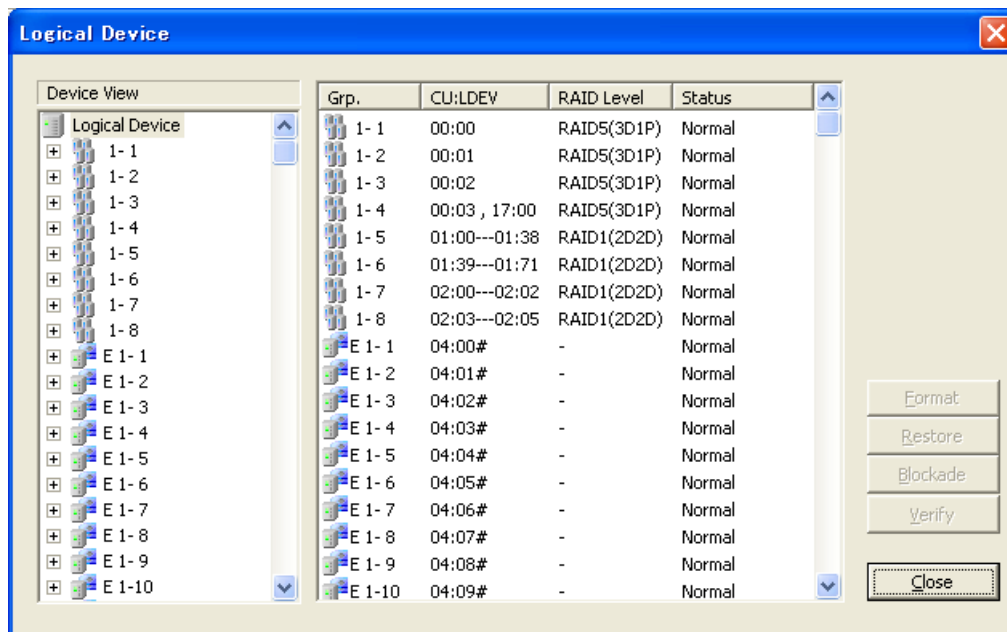 Logical Device
Device View
Logical Device
1- 1
1- 2
1- 3
1- 4
1- 5
1- 6
1- 7
1- 8
E 1- 1
E 1- 2
E 1- 3
E 1- 4
E 1- 5
E 1- 6
E 1- 7
E 1- 8
E 1- 9
E 1-10
Grp. CU:LDEV RAID Level Status
1- 1 00:00 RAID5(3D1P) Normal
1- 2 00:01 RAID5(3D1P) Normal
1- 3 00:02 RAID5(3D1P) Normal
1- 4 00:03 , 17:00 RAID5(3D1P) Normal
1- 5 01:00---01:38 RAID1(2D2D) Normal
1- 6 01:39---01:71 RAID1(2D2D) Normal
1- 7 02:00---02:02 RAID1(2D2D) Normal
1- 8 02:03---02:05 RAID1(2D2D) Normal
E 1- 1 04:00# - Normal
E 1- 2 04:01# - Normal
E 1- 3 04:02# - Normal
E 1- 4 04:03# - Normal
E 1- 5 04:04# - Normal
E 1- 6 04:05# - Normal
E 1- 7 04:06# - Normal
E 1- 8 04:07# - Normal
E 1- 9 04:08# - Normal
E 1-10 04:09# - Normal
Format
Restore
Blockade
Verify
Close